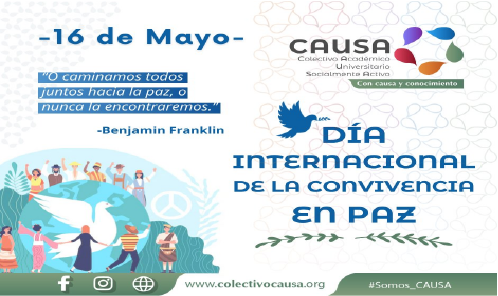 -16 de Mayo-
"O caminamos todos
juntos hacia la paz, o
nunca la encontraremos."
-Benjamin Franklin
CAUSA
Colectivo Académico
Universitario
Socialmente Activo
Con causa y conocimiento
DÍA
INTERNACIONAL
DE LA CONVIVENCIA
EN PAZ
www.colectivocausa.org
#Somos_CAUSA